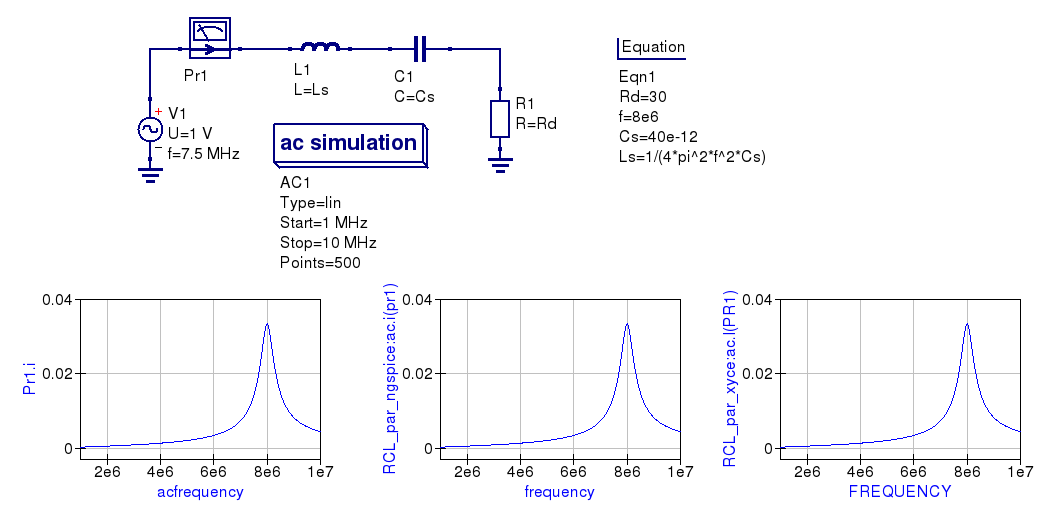 Pr1
L1
L=Ls
C1
C=Cs
R1
R=Rd
+
V1
U=1 V
f=7.5 MHz
−
ac simulation
AC1
Type=lin
Start=1 MHz
Stop=10 MHz
Points=500
Equation
Eqn1
Rd=30
f=8e6
Cs=40e-12
Ls=1/(4*pi^2*f^2*Cs)
Pr1.i
0.04
0.02
0
2e6 4e6 6e6 8e6 1e7
acfrequency
RCL_par_ngspice:ac.i(pr1)
0.04
0.02
0
2e6 4e6 6e6 8e6 1e7
frequency
RCL_par_xyce:ac.I(PR1)
0.04
0.02
0
2e6 4e6 6e6 8e6 1e7
FREQUENCY